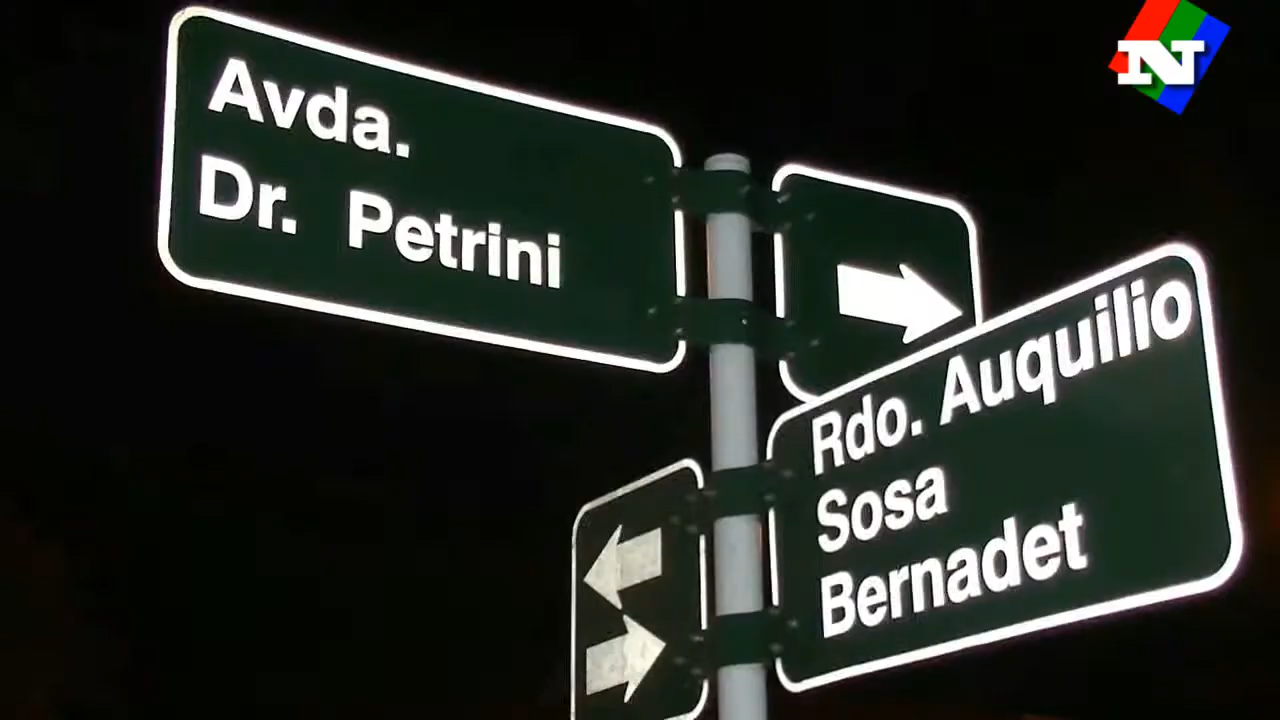 Avda.
Dr. Petrini
Rdo. Auquilio
Sosa
Bernadet
N